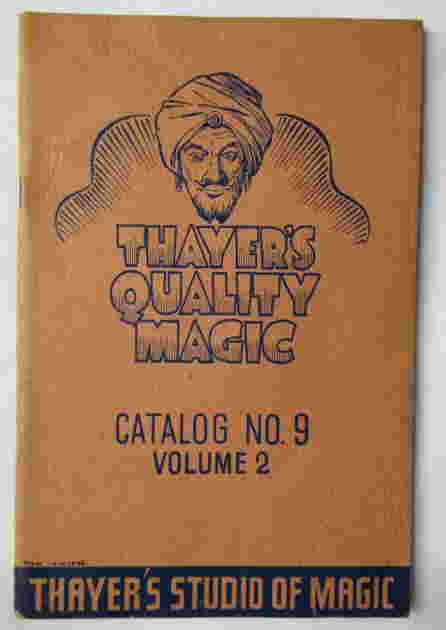 THAYER'S
QUALITY
MAGIC
CATALOG NO. 9
VOLUME 2
THAYER'S STUDIO OF MAGIC